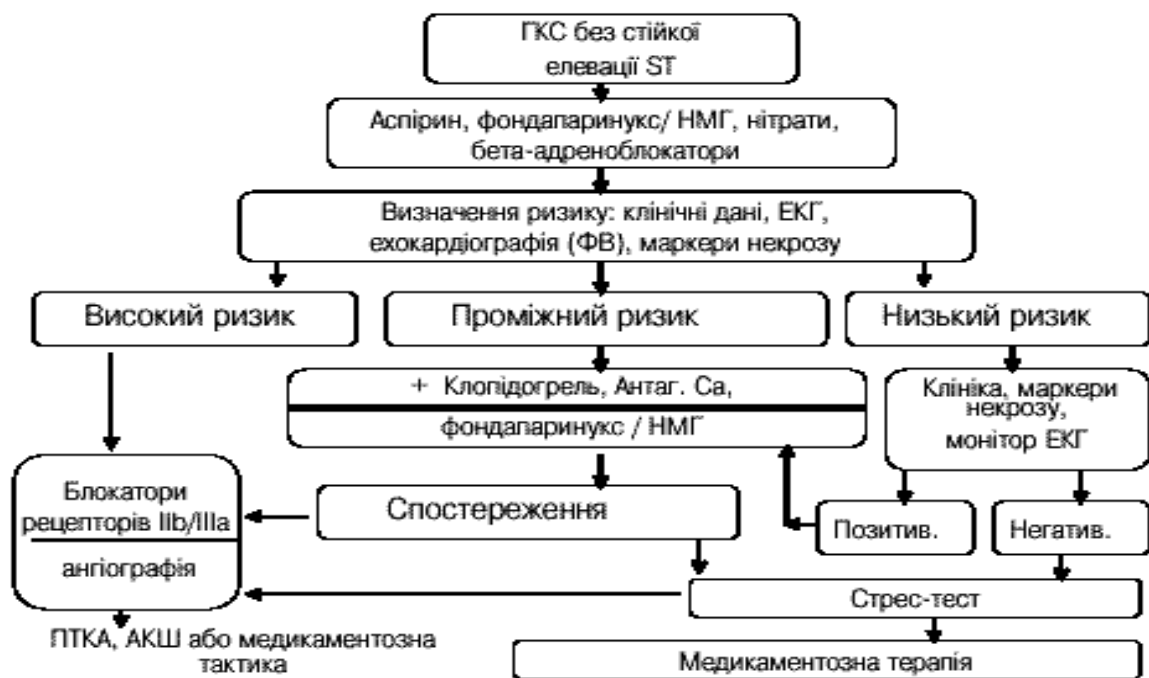 ГКС без стійкої
елевації ST
Аспірин, фондапаринукс/ НМГ, нітрати,
бета-адреноблокатори
Визначення ризику: клінічні дані, ЕКГ,
ехокардіографія (ФВ), маркери некрозу
Високий ризик
Проміжний ризик
Низький ризик
+ Клопідогрель, Антаг. Са,
фондапаринукс / НМГ
Клініка, маркери
некрозу,
монітор ЕКГ
Блокатори
рецепторів IIb/IIIa
ангіографія
Спостереження
Позитив.
Негатив.
Стрес-тест
ПТКА, АКШ або медикаментозна
тактика
Медикаментозна терапія